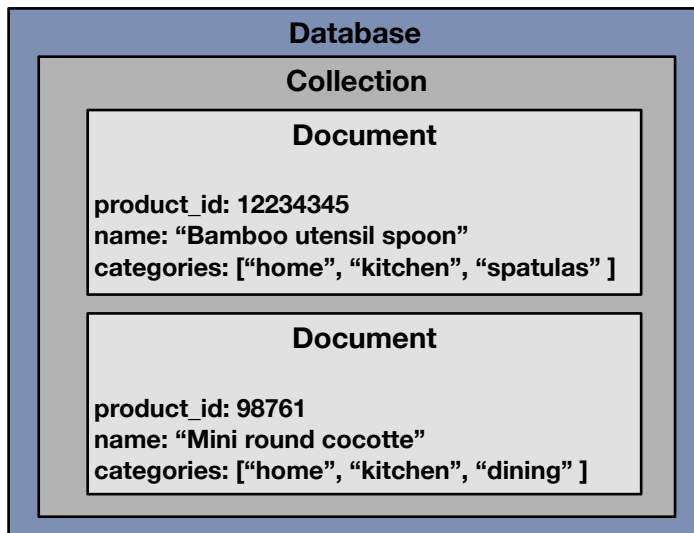 Database
Collection
Document
product_id: 12234345
name: “Bamboo utensil spoon”
categories: [“home”, “kitchen”, “spatulas” ]
Document
product_id: 98761
name: “Mini round cocotte”
categories: [“home”, “kitchen”, “dining” ]